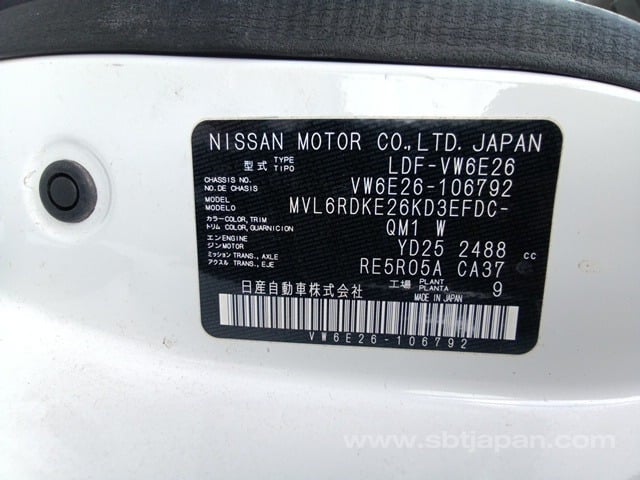 NISSAN MOTOR CO.,LTD. JAPAN
型式 TYPE TIPO LDF-VW6E26
CHASSIS NO. NO. DE CHASIS VW6E26-106792
MODEL MODELO MVL6RDKE26KD3EFDC-
カラー COLOR, TRIM トリム COLOR, GUARNICION QM1 W
エンジン ENGINE MOTOR YD25 2488 cc
ミッション TRANS., AXLE アクスル TRANS., EJE RE5R05A CA37
工場 PLANT PLANTA 9
日産自動車株式会社 MADE IN JAPAN
VW6E26-106792
www.sbtjapan.com